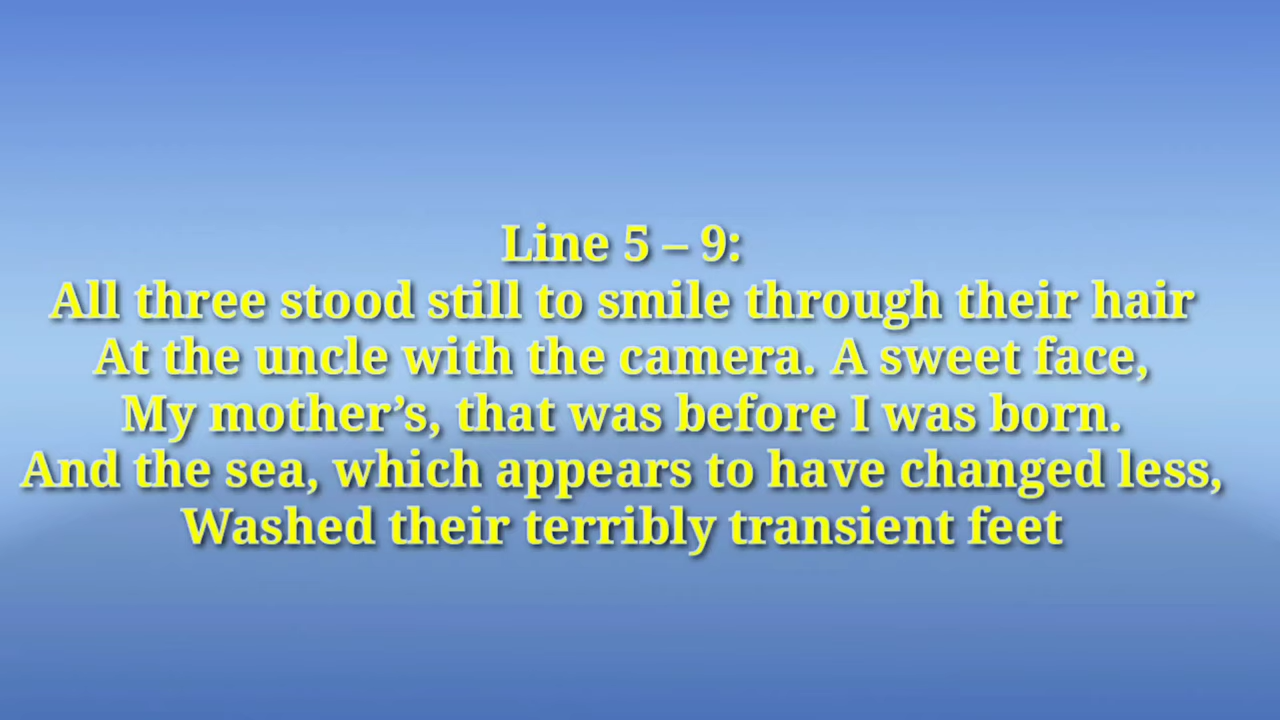 Line 5 – 9:
All three stood still to smile through their hair
At the uncle with the camera. A sweet face,
My mother’s, that was before I was born.
And the sea, which appears to have changed less,
Washed their terribly transient feet